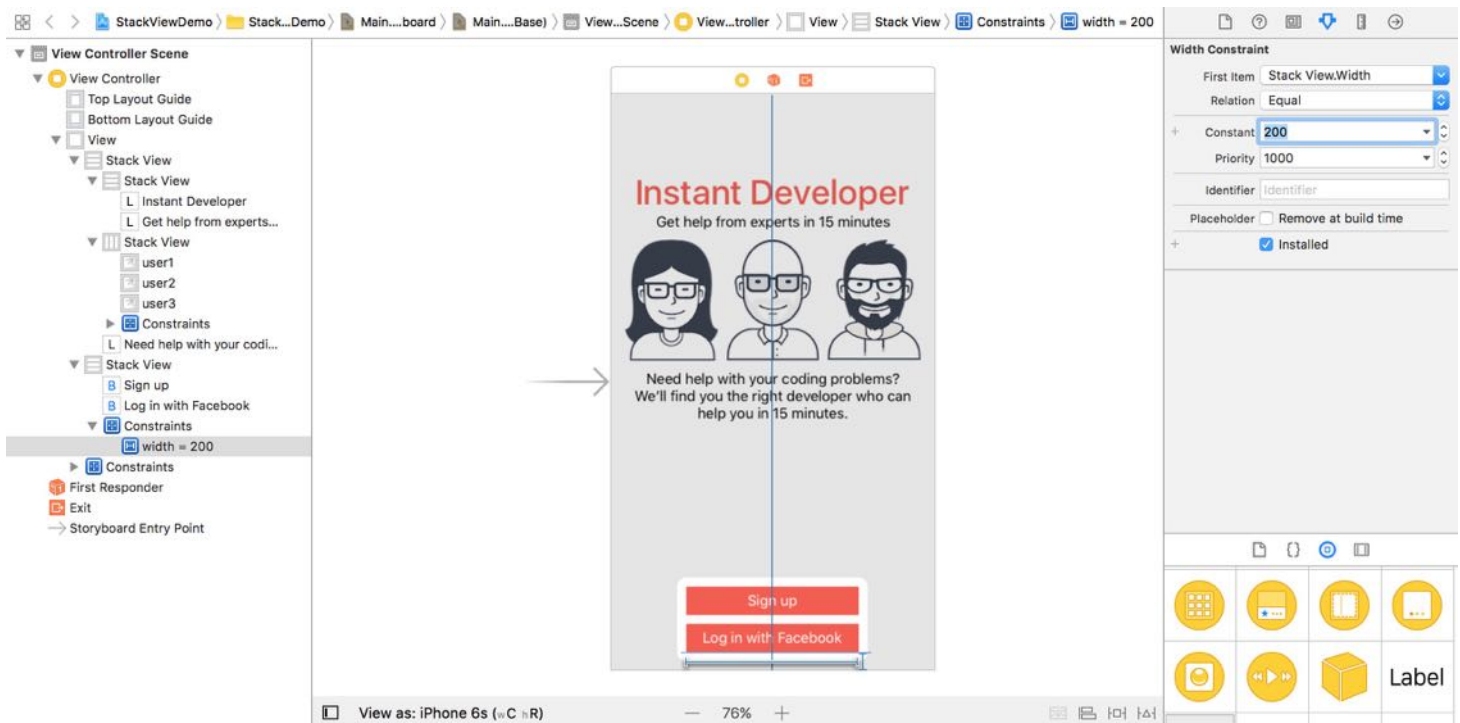 StackViewDemo Stack...Demo Main....board Main....Base) View...Scene View...troller View Stack View Constraints width = 200
View Controller Scene
View Controller
Top Layout Guide
Bottom Layout Guide
View
Stack View
Stack View
L Instant Developer
L Get help from experts...
Stack View
user1
user2
user3
Constraints
L Need help with your codi...
Stack View
B Sign up
B Log in with Facebook
Constraints
width = 200
Constraints
First Responder
Exit
Storyboard Entry Point
Instant Developer
Get help from experts in 15 minutes
Need help with your coding problems?
We'll find you the right developer who can
help you in 15 minutes.
Sign up
Log in with Facebook
View as: iPhone 6s (wC hR)
— 76% +
Width Constraint
First Item Stack View.Width
Relation Equal
+ Constant 200
Priority 1000
Identifier Identifier
Placeholder Remove at build time
+ Installed
{}
Label